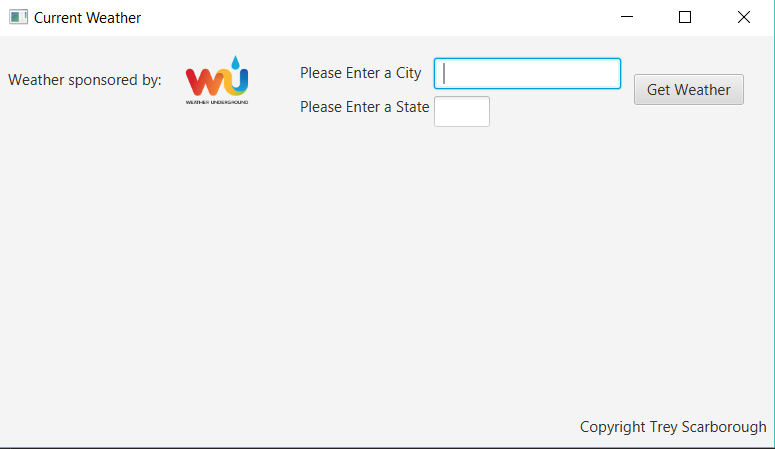 Current Weather
Weather sponsored by:
WU
WEATHER UNDERGROUND
Please Enter a City
Please Enter a State
Get Weather
Copyright Trey Scarborough